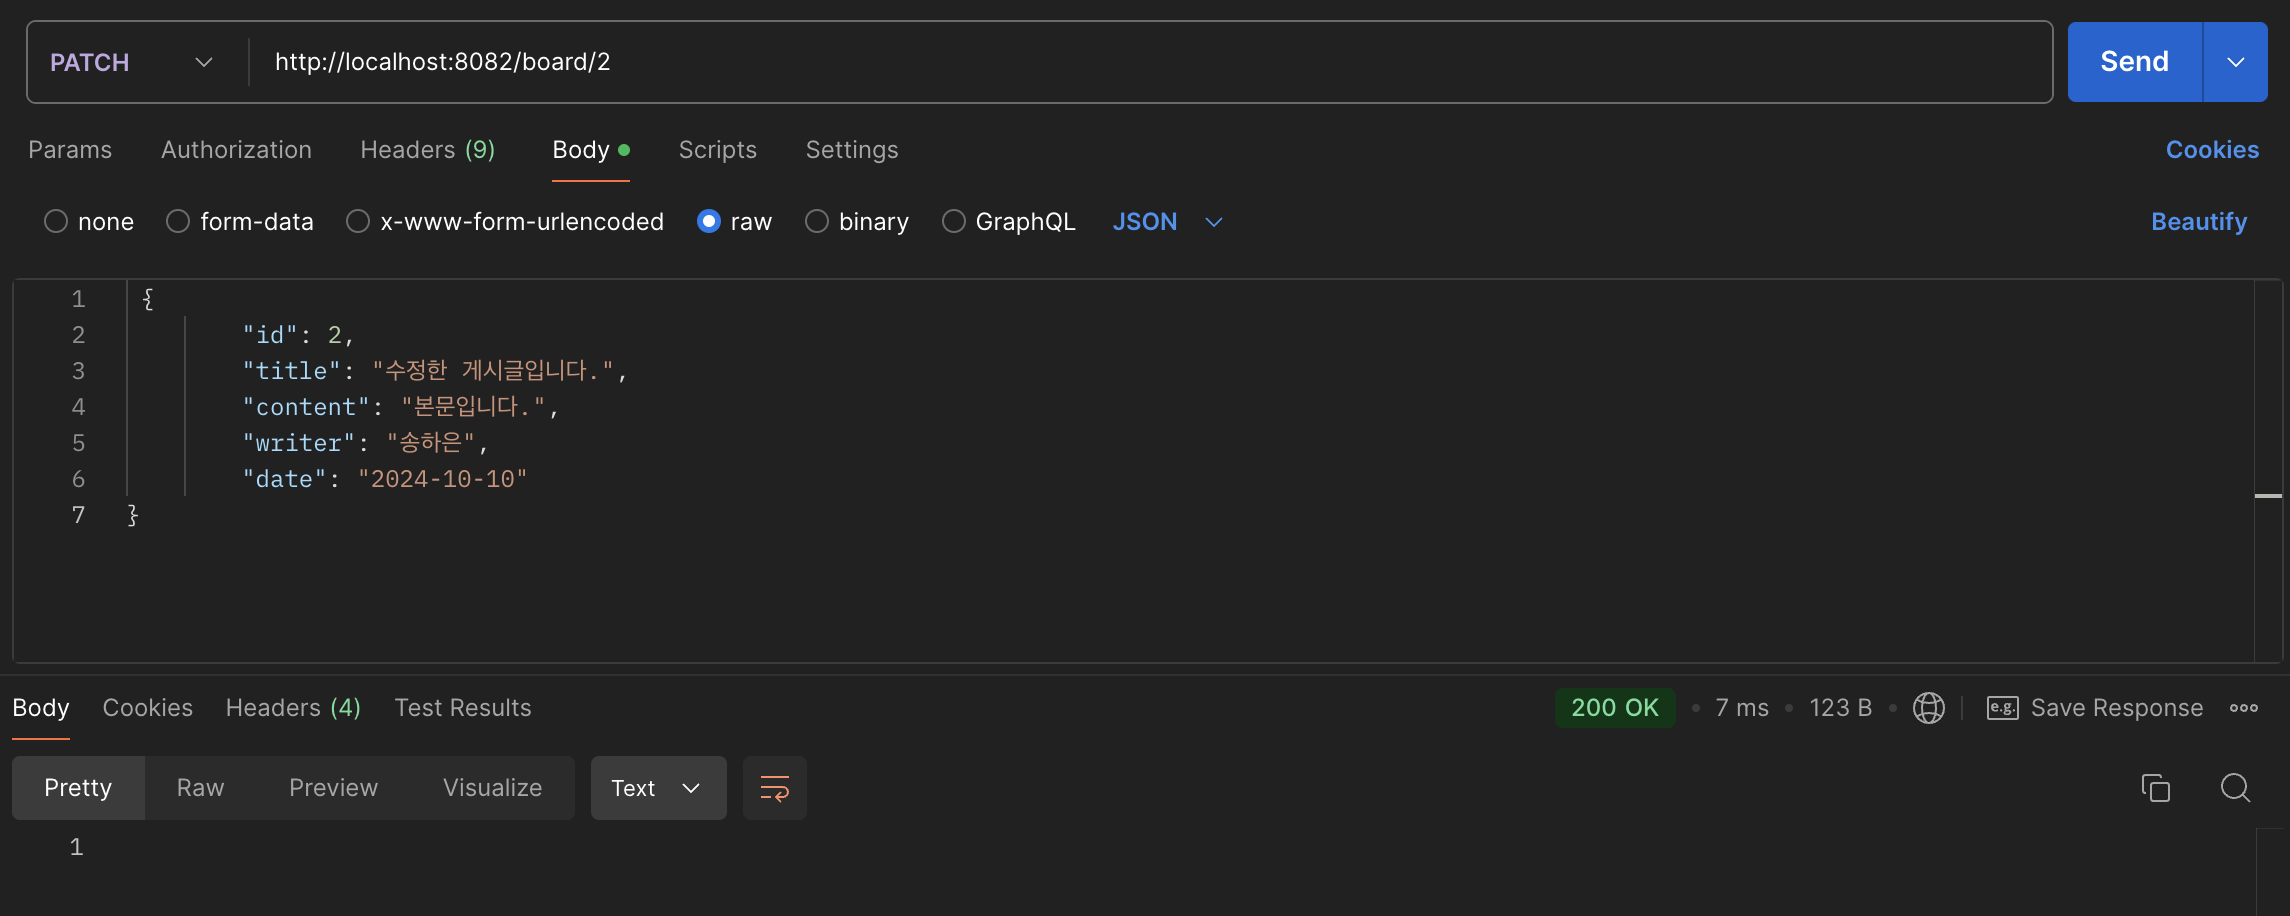 PATCH http://localhost:8082/board/2 Send
Params Authorization Headers (9) Body Scripts Settings Cookies
none form-data x-www-form-urlencoded raw binary GraphQL JSON Beautify
1 {
2 "id": 2,
3 "title": "수정한 게시글입니다.",
4 "content": "본문입니다.",
5 "writer": "송하은",
6 "date": "2024-10-10"
7 }
Body Cookies Headers (4) Test Results 200 OK • 7 ms • 123 B • e.g. Save Response
Pretty Raw Preview Visualize Text
1